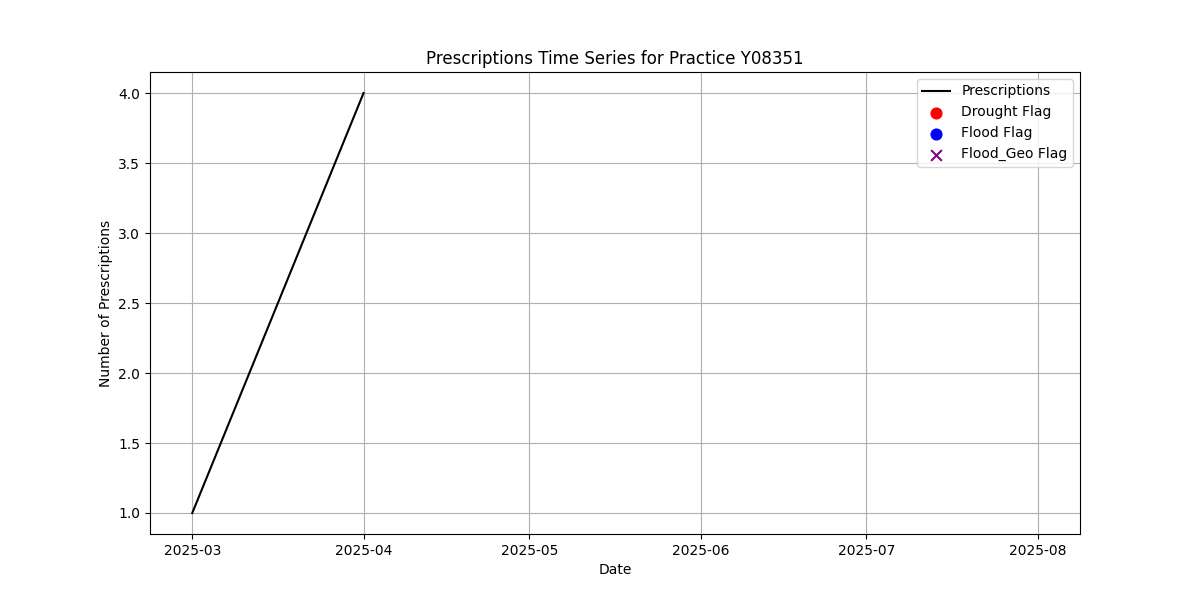 Prescriptions Time Series for Practice Y08351
Prescriptions
Drought Flag
Flood Flag
Flood_Geo Flag
Number of Prescriptions
4.0
3.5
3.0
2.5
2.0
1.5
1.0
2025-03 2025-04 2025-05 2025-06 2025-07 2025-08
Date